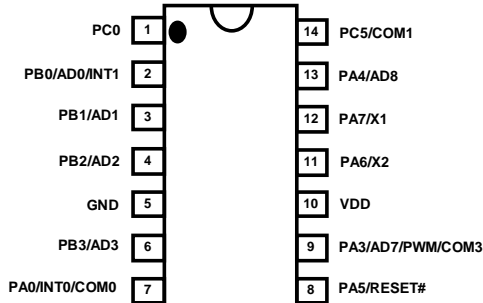 PC0 1 14 PC5/COM1
PB0/AD0/INT1 2 13 PA4/AD8
PB1/AD1 3 12 PA7/X1
PB2/AD2 4 11 PA6/X2
GND 5 10 VDD
PB3/AD3 6 9 PA3/AD7/PWM/COM3
PA0/INT0/COM0 7 8 PA5/RESET#